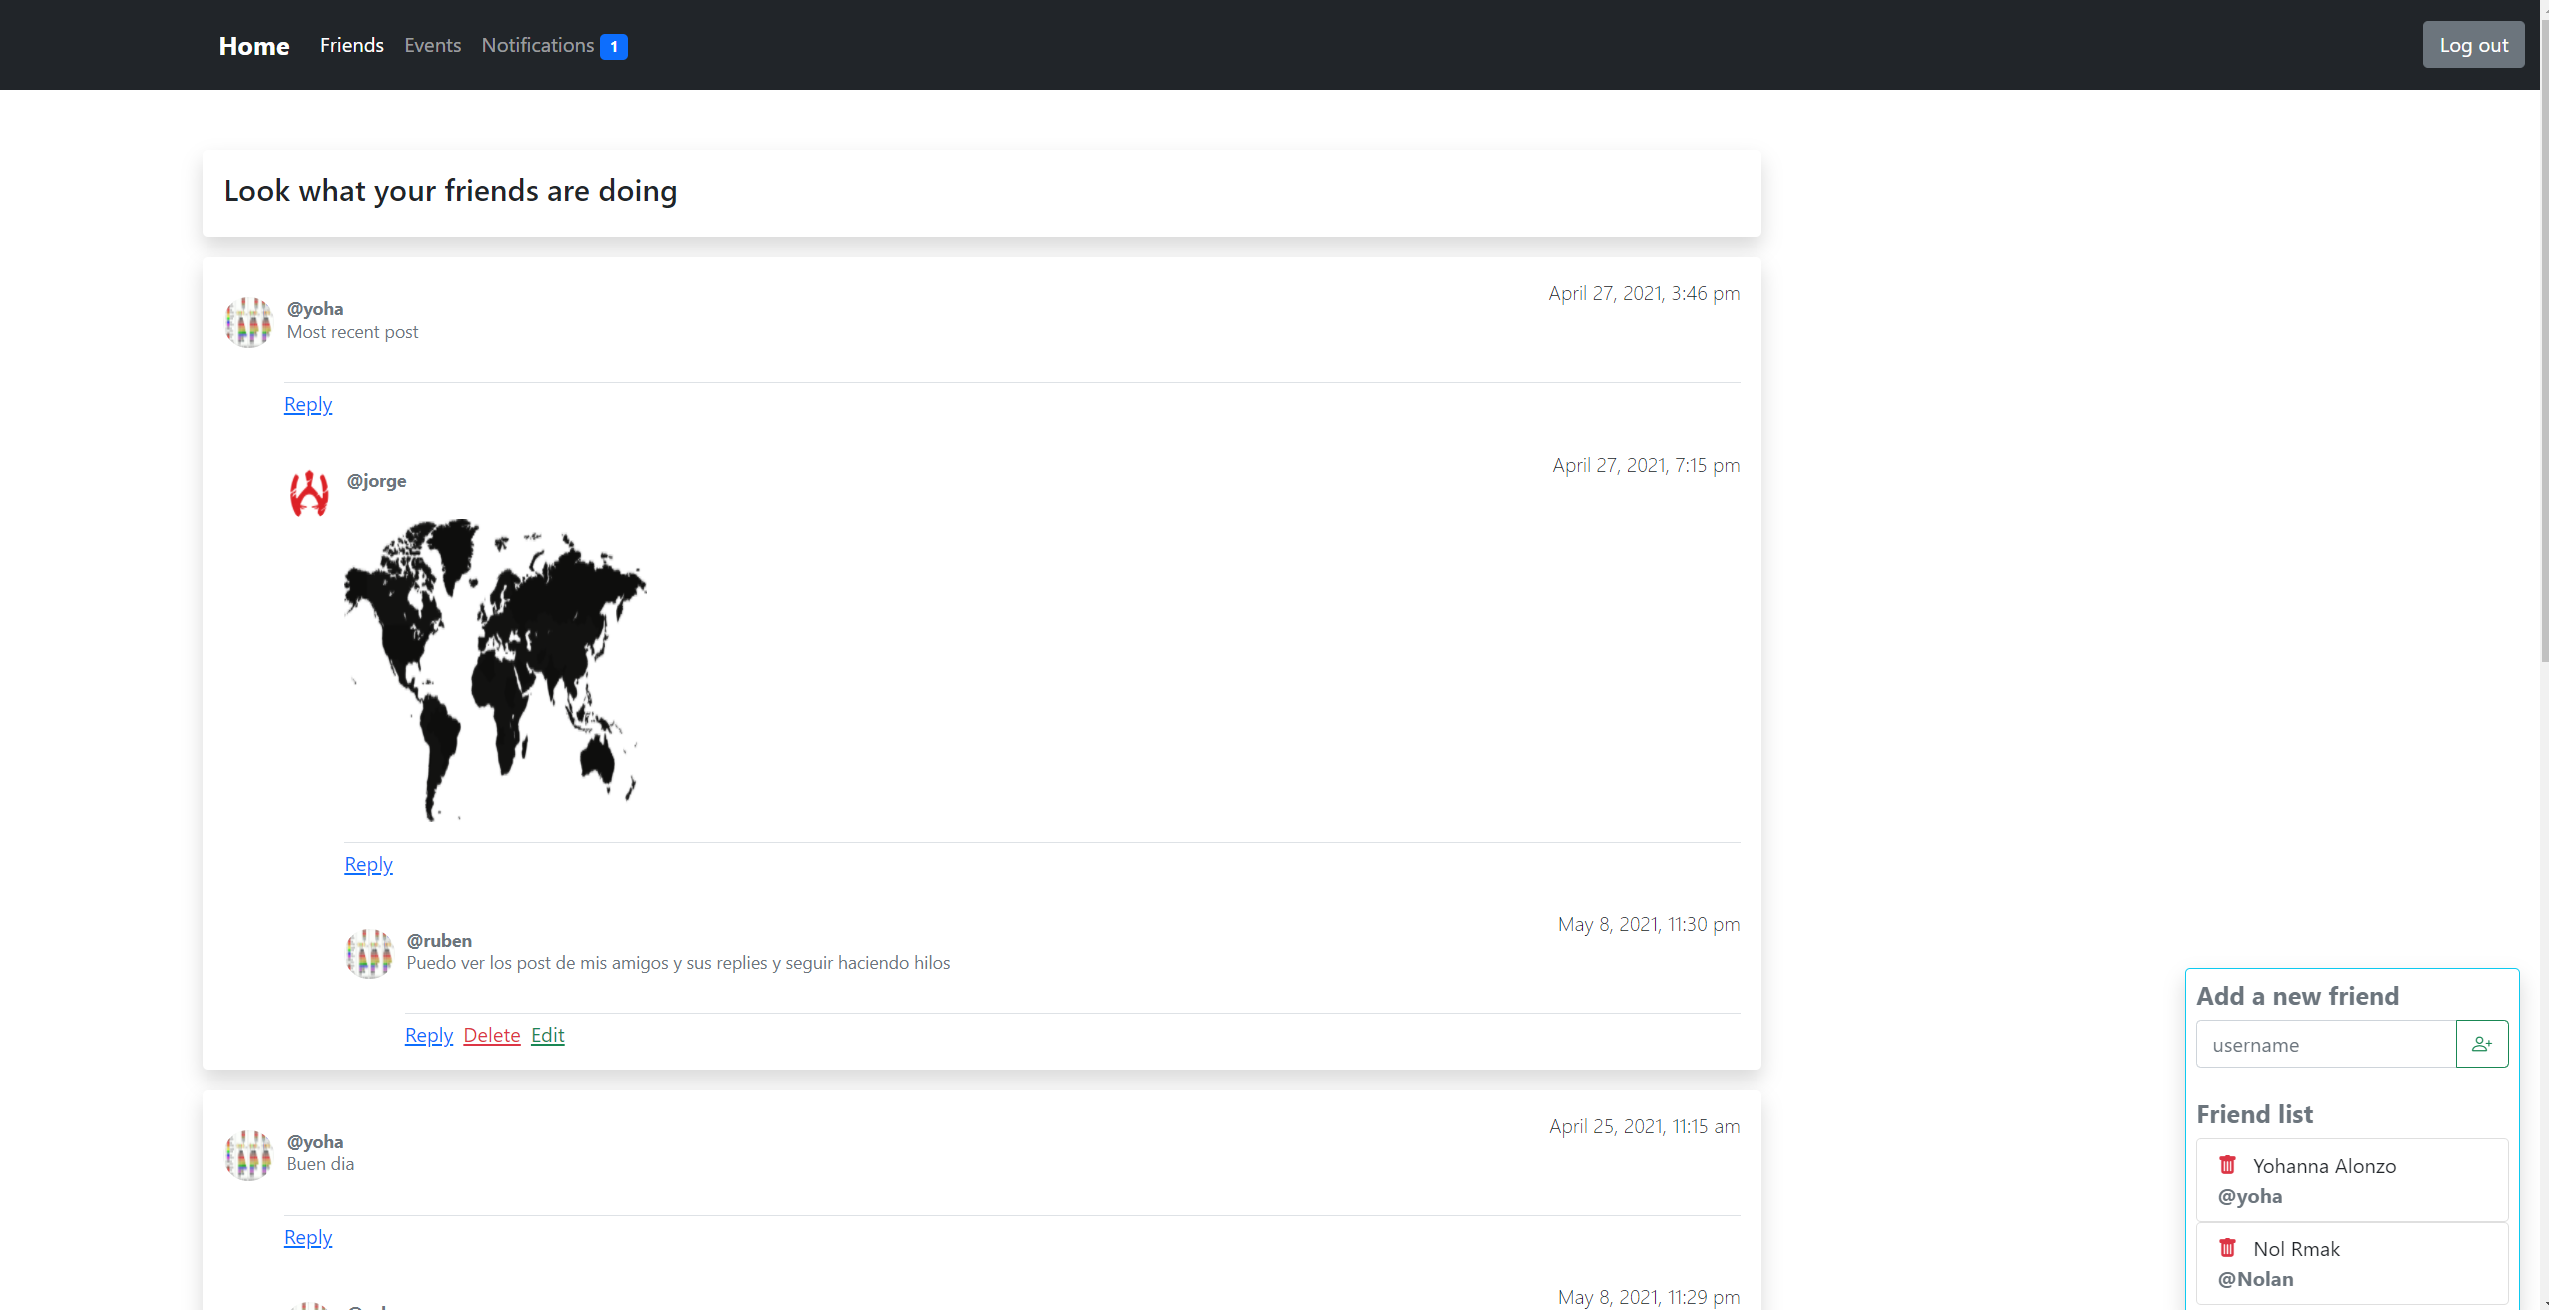 Home Friends Events Notifications 1 Log out
Look what your friends are doing
April 27, 2021, 3:46 pm
@yoha
Most recent post
Reply
April 27, 2021, 7:15 pm
@jorge
Reply
May 8, 2021, 11:30 pm
@ruben
Puedo ver los post de mis amigos y sus replies y seguir haciendo hilos
Reply Delete Edit
April 25, 2021, 11:15 am
@yoha
Buen dia
Reply
May 8, 2021, 11:29 pm
Add a new friend
username
Friend list
Yohanna Alonzo
@yoha
Nol Rmak
@Nolan